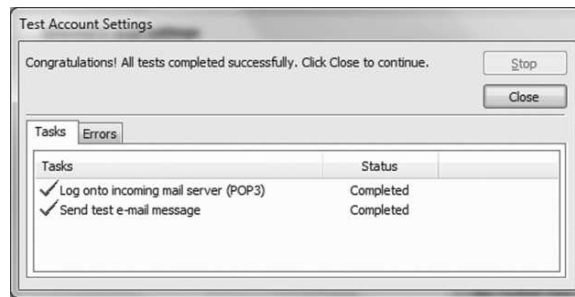 Test Account Settings
Congratulations! All tests completed successfully. Click Close to continue.
Stop
Close
Tasks Errors
Tasks Status
Log onto incoming mail server (POP3) Completed
Send test e-mail message Completed